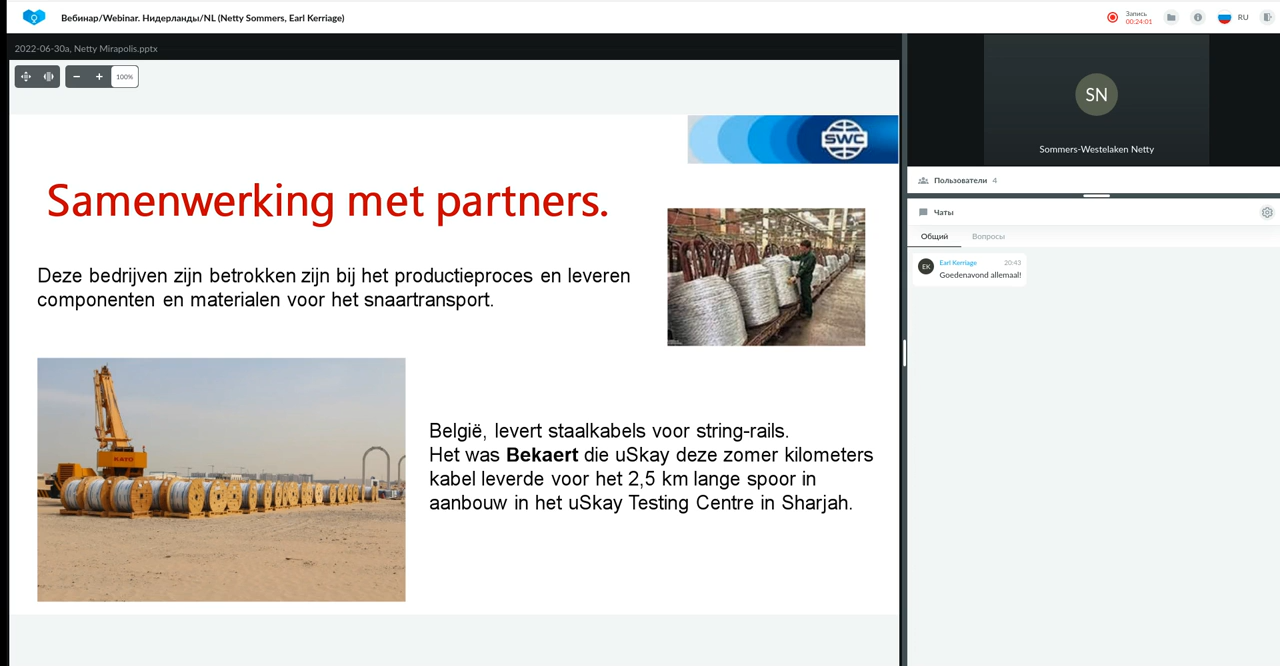 Вебинар/Webinar. Нидерланды/NL (Netty Sommers, Earl Kerriage)
Запись
00:24:01
RU
2022-06-30a, Netty Mirapolis.pptx
100%
SWC
Samenwerking met partners.
Deze bedrijven zijn betrokken zijn bij het productieproces en leveren
componenten en materialen voor het snaartransport.
KATO
België, levert staalkabels voor string-rails.
Het was Bekaert die uSkay deze zomer kilometers
kabel leverde voor het 2,5 km lange spoor in
aanbouw in het uSkay Testing Centre in Sharjah.
SN
Sommers-Westelaken Netty
Пользователи 4
Чаты
Общий Вопросы
EK
Earl Kerriage 20:43
Goedenavond allemaal!